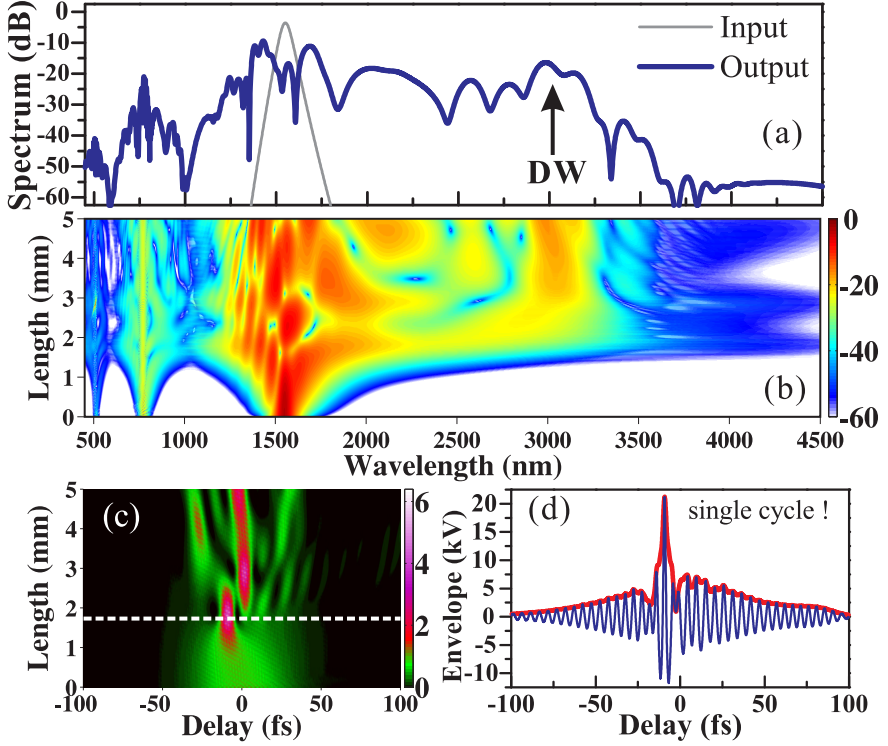 0
-10
-20
-30
-40
-50
-60
Spectrum (dB)
Input
Output
(a)
DW
5
4
3
2
1
0
Length (mm)
(b)
0
-20
-40
-60
500 1000 1500 2000 2500 3000 3500 4000 4500
Wavelength (nm)
5
4
3
2
1
0
Length (mm)
(c)
6
4
2
0
-100 -50 0 50 100
Delay (fs)
20
15
10
5
0
-5
-10
Envelope (kV)
(d)
single cycle !
-100 -50 0 50 100
Delay (fs)